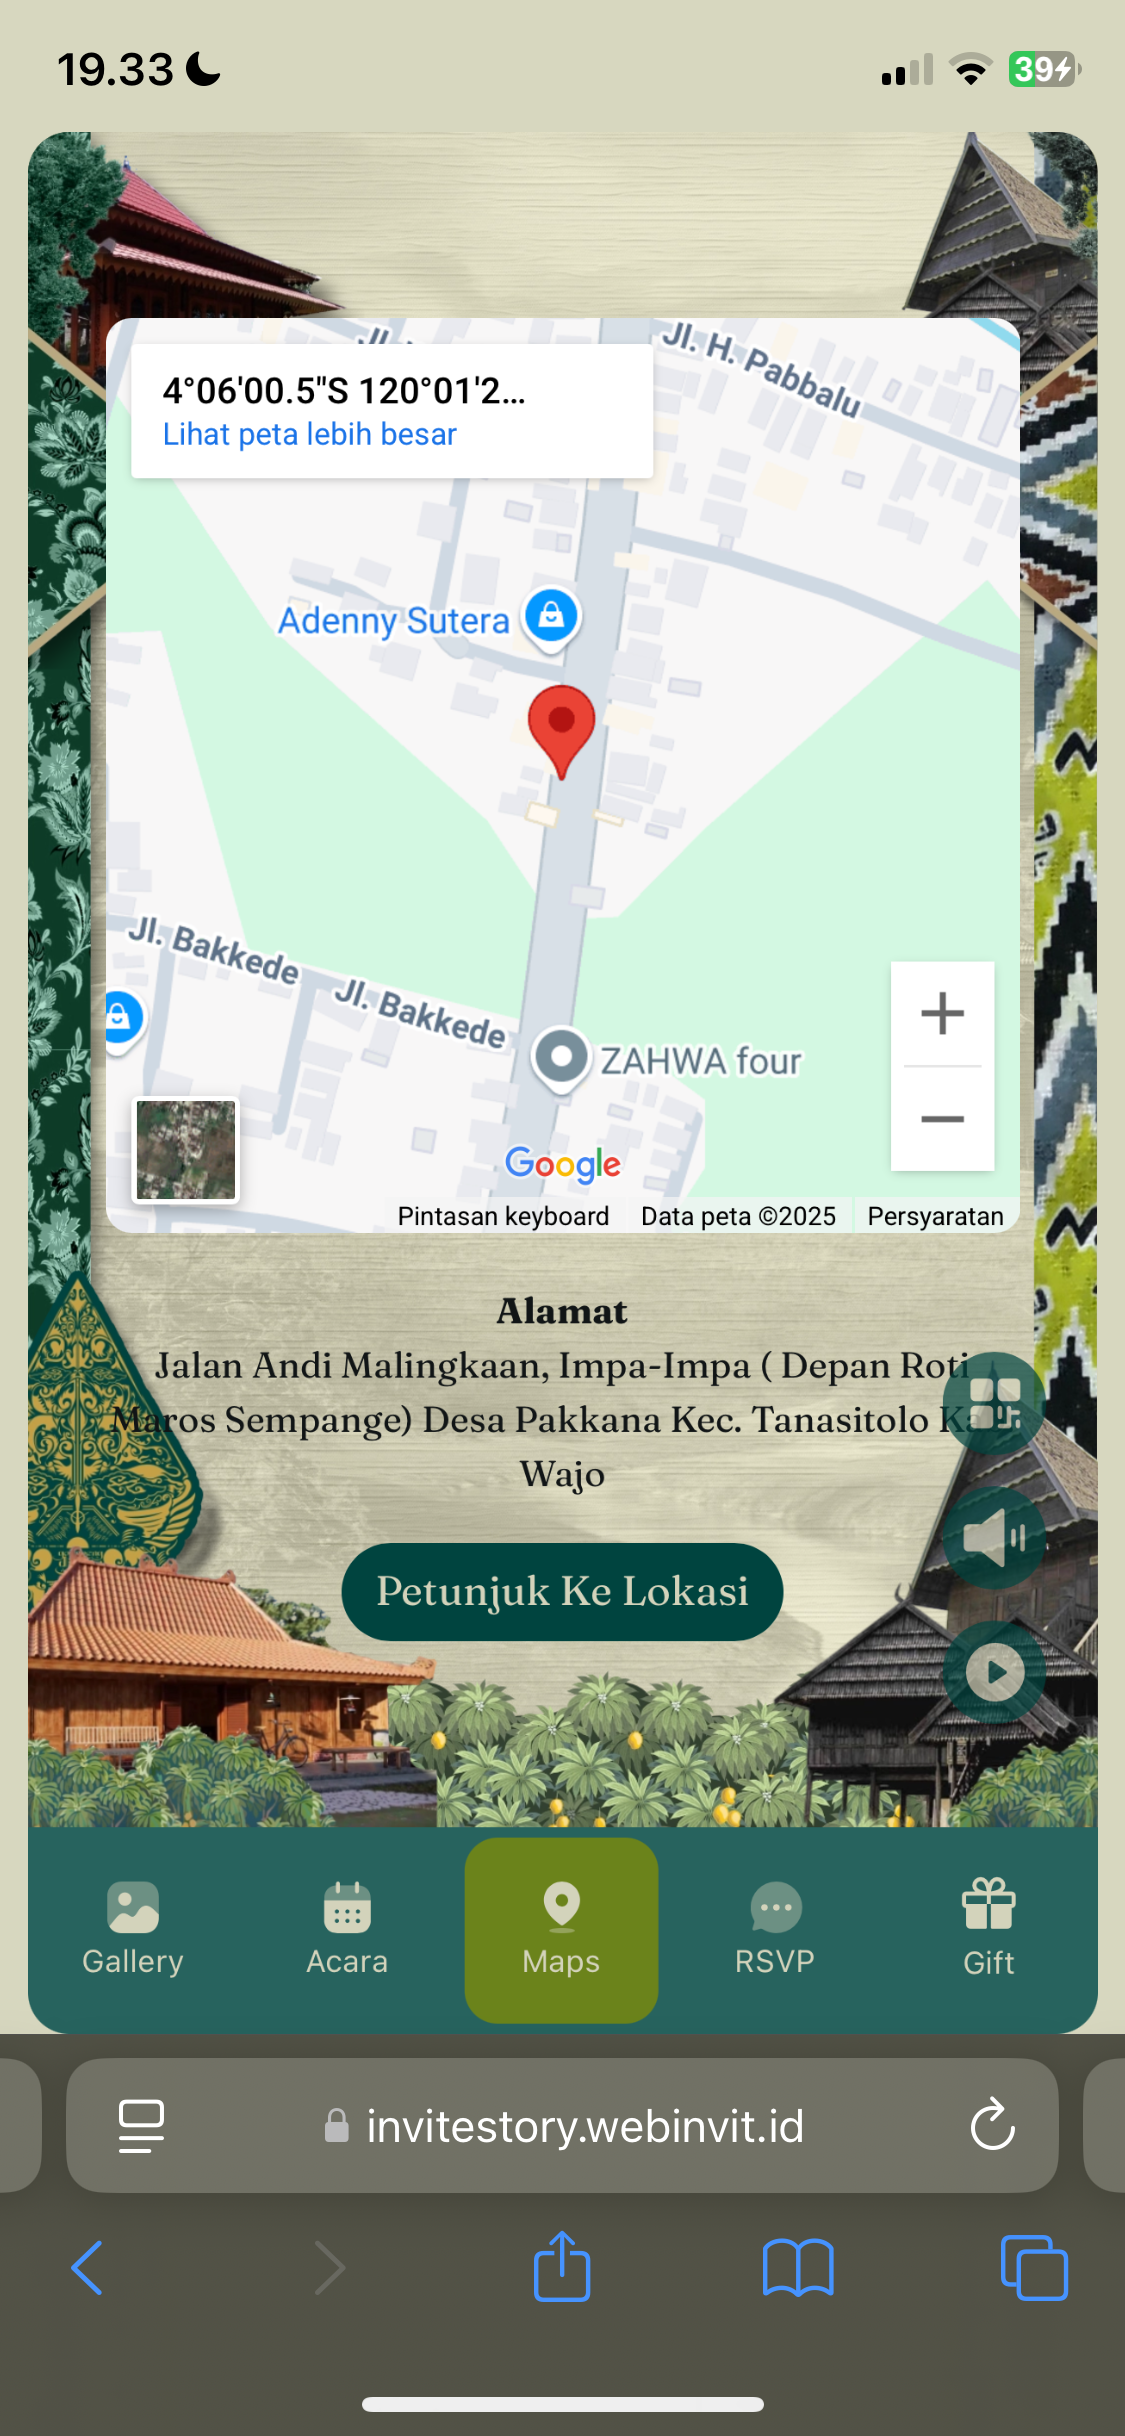 19.33
39
Jl. H. Pabbalu
4°06'00.5"S 120°01'2...
Lihat peta lebih besar
Adenny Sutera
Jl. Bakkede
Jl. Bakkede
ZAHWA four
Google
Pintasan keyboard Data peta ©2025 Persyaratan
Alamat
Jalan Andi Malingkaan, Impa-Impa ( Depan Roti
Maros Sempange) Desa Pakkana Kec. Tanasitolo
Wajo
Petunjuk Ke Lokasi
Gallery Acara Maps RSVP Gift
invitestory.webinvit.id